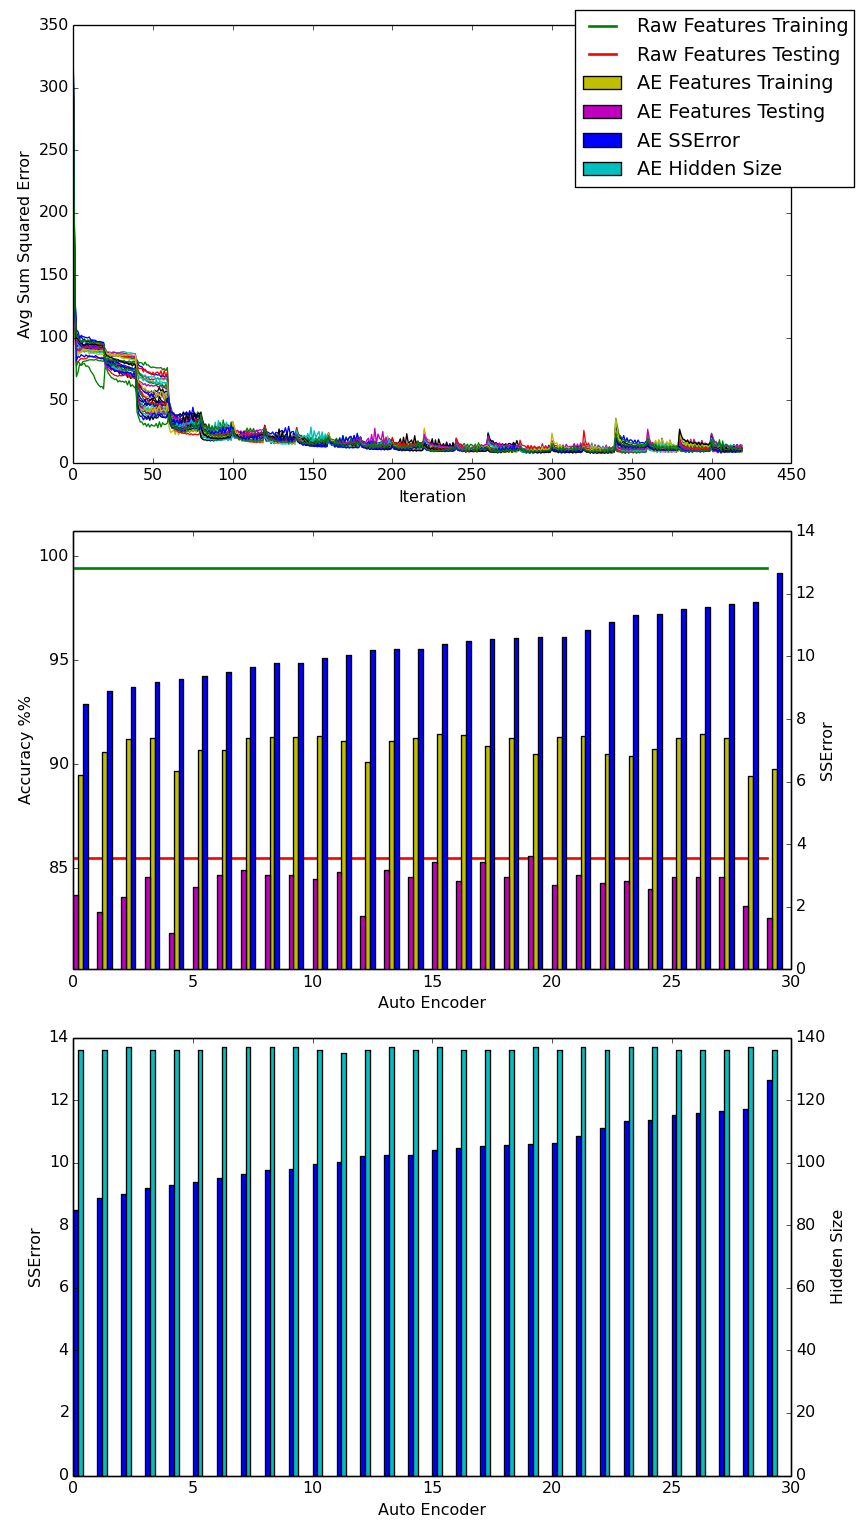 Raw Features Training
Raw Features Testing
AE Features Training
AE Features Testing
AE SSError
AE Hidden Size
Avg Sum Squared Error
350
300
250
200
150
100
50
0
0 50 100 150 200 250 300 350 400 450
Iteration
Accuracy %%
100
95
90
85
14
12
10
8
6
4
2
0
SSError
0 5 10 15 20 25 30
Auto Encoder
SSError
14
12
10
8
6
4
2
0
140
120
100
80
60
40
20
0
Hidden Size
0 5 10 15 20 25 30
Auto Encoder